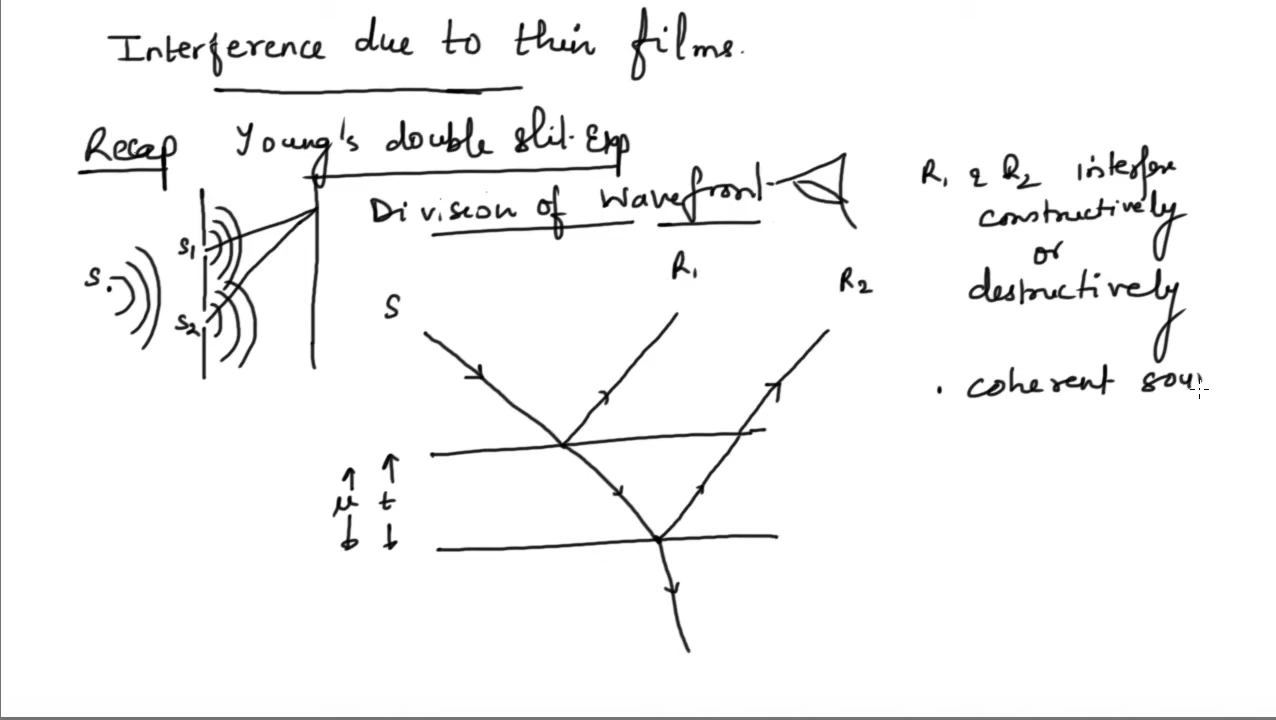 Interference due to thin films.
Recap Young's double slit Exp
Division of Wavefront
R₁ & R₂ interfere
constructively
or
destructively
. coherent sou
S.
S₁
S₂
S
R₁
R₂
μ t